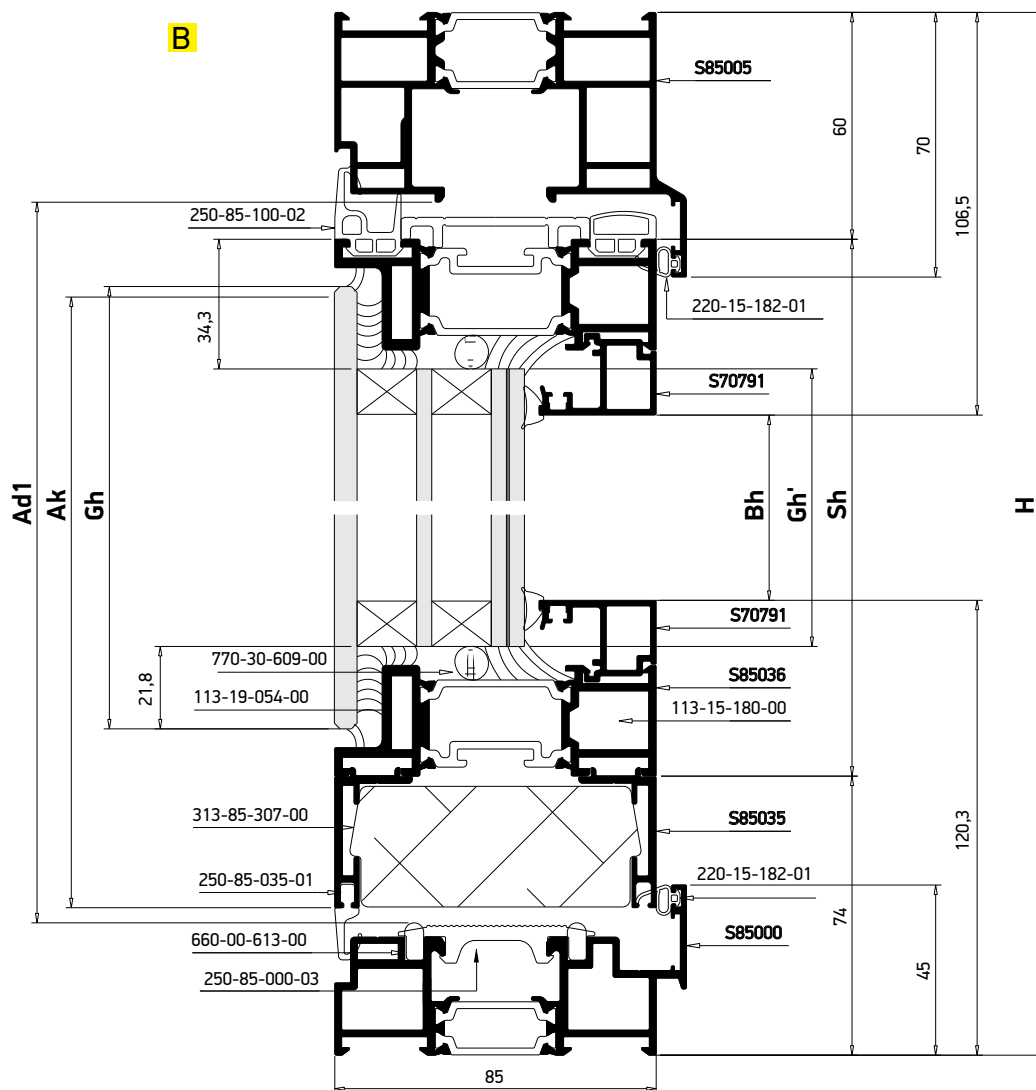 B
S85005
60
70
106,5
250-85-100-02
34,3
220-15-182-01
S70791
Ad1
Ak
Gh
Bh
Gh'
Sh
H
S70791
770-30-609-00
S85036
113-19-054-00
113-15-180-00
21,8
313-85-307-00
S85035
120,3
250-85-035-01
220-15-182-01
74
660-00-613-00
S85000
45
250-85-000-03
85